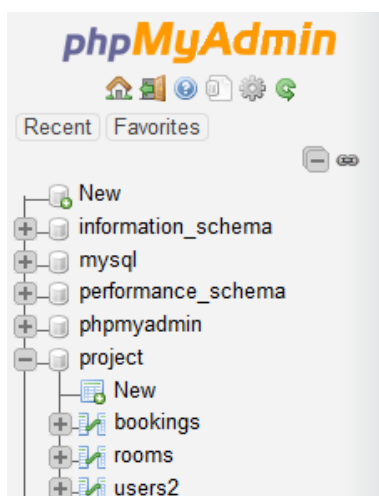 phpMyAdmin
Recent Favorites
New
information_schema
mysql
performance_schema
phpmyadmin
project
New
bookings
rooms
users2